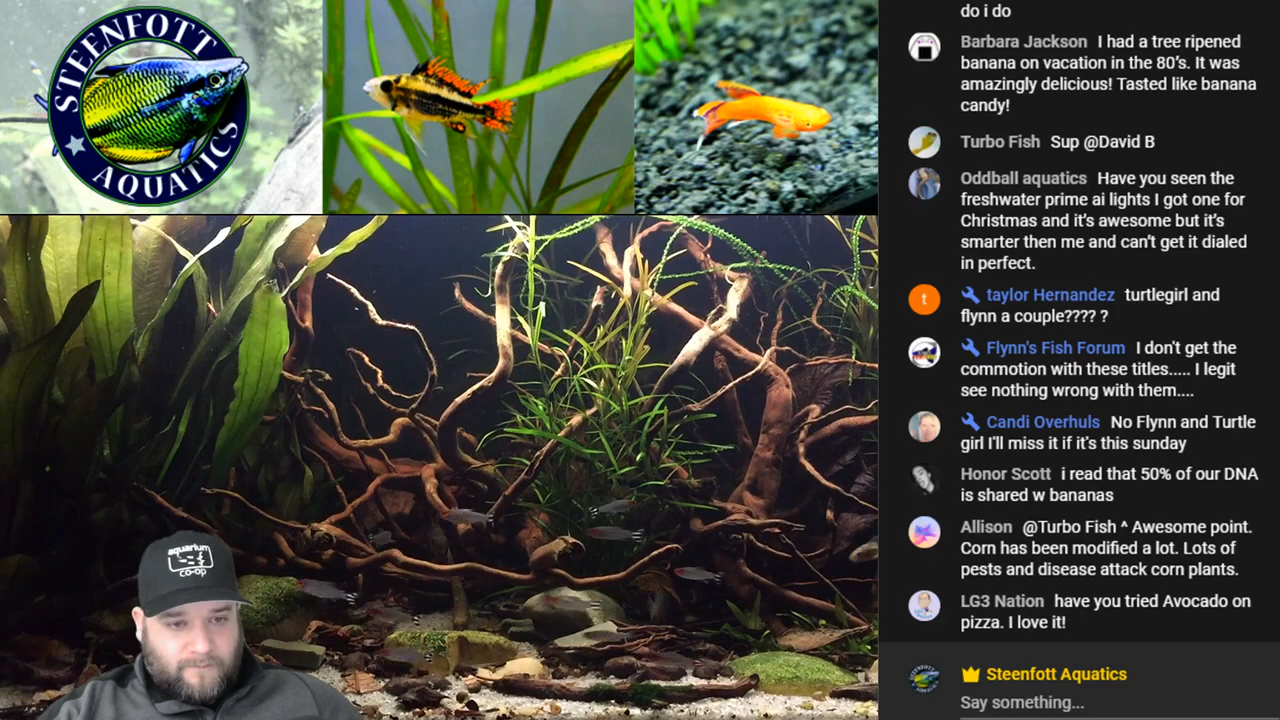 STEENFOTT
AQUATICS
aquarium
co-op
do i do
Barbara Jackson I had a tree ripened
banana on vacation in the 80's. It was
amazingly delicious! Tasted like banana
candy!
Turbo Fish Sup @David B
Oddball aquatics Have you seen the
freshwater prime ai lights I got one for
Christmas and it's awesome but it's
smarter then me and can't get it dialed
in perfect.
t
taylor Hernandez turtlegirl and
flynn a couple???? ?
Flynn's Fish Forum I don't get the
commotion with these titles..... I legit
see nothing wrong with them....
Candi Overhuls No Flynn and Turtle
girl I'll miss it if it's this sunday
Honor Scott i read that 50% of our DNA
is shared w bananas
Allison @Turbo Fish ^ Awesome point.
Corn has been modified a lot. Lots of
pests and disease attack corn plants.
LG3 Nation have you tried Avocado on
pizza. I love it!
Steenfott Aquatics
Say something...